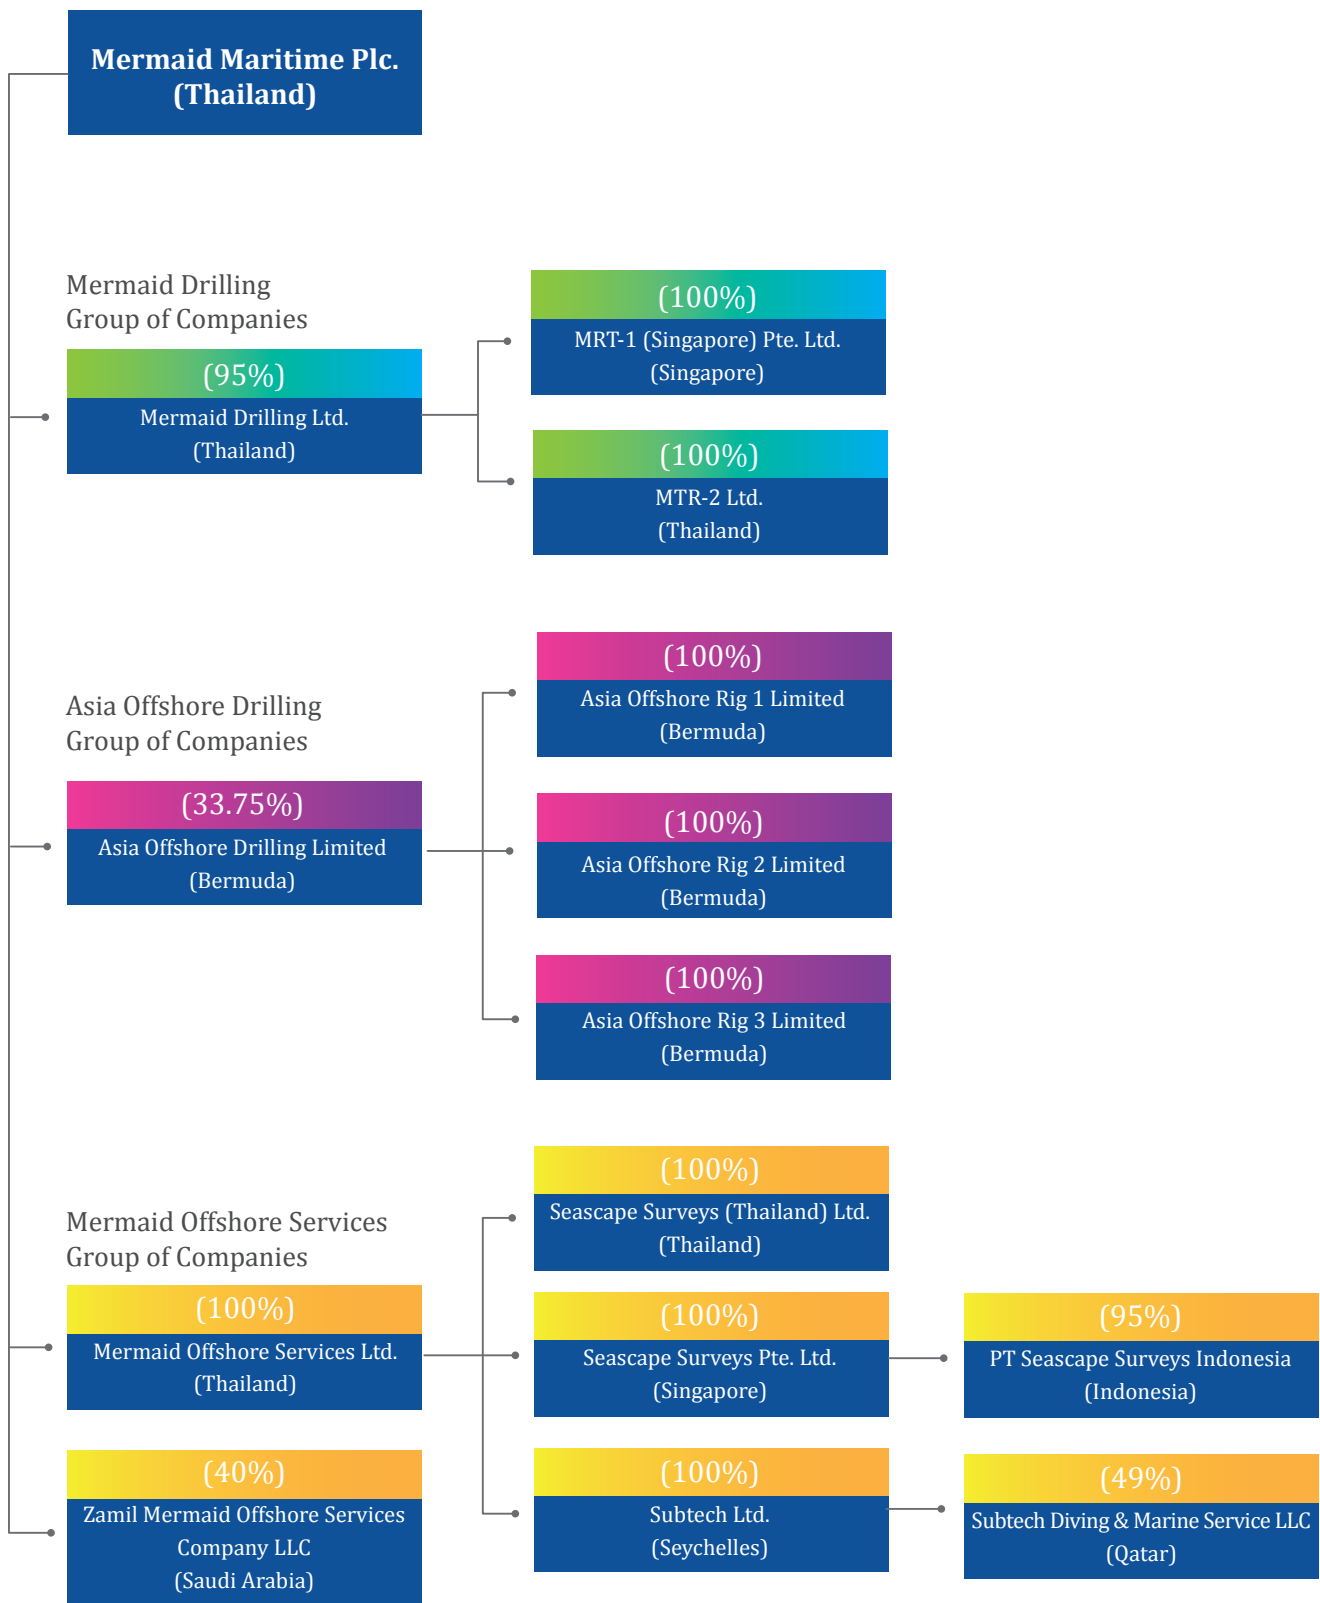 Mermaid Maritime Plc.
(Thailand)
Mermaid Drilling
Group of Companies
(95%)
Mermaid Drilling Ltd.
(Thailand)
(100%)
MRT-1 (Singapore) Pte. Ltd.
(Singapore)
(100%)
MTR-2 Ltd.
(Thailand)
Asia Offshore Drilling
Group of Companies
(33.75%)
Asia Offshore Drilling Limited
(Bermuda)
(100%)
Asia Offshore Rig 1 Limited
(Bermuda)
(100%)
Asia Offshore Rig 2 Limited
(Bermuda)
(100%)
Asia Offshore Rig 3 Limited
(Bermuda)
Mermaid Offshore Services
Group of Companies
(100%)
Mermaid Offshore Services Ltd.
(Thailand)
(40%)
Zamil Mermaid Offshore Services
Company LLC
(Saudi Arabia)
(100%)
Seascape Surveys (Thailand) Ltd.
(Thailand)
(100%)
Seascape Surveys Pte. Ltd.
(Singapore)
(100%)
Subtech Ltd.
(Seychelles)
(95%)
PT Seascape Surveys Indonesia
(Indonesia)
(49%)
Subtech Diving & Marine Service LLC
(Qatar)